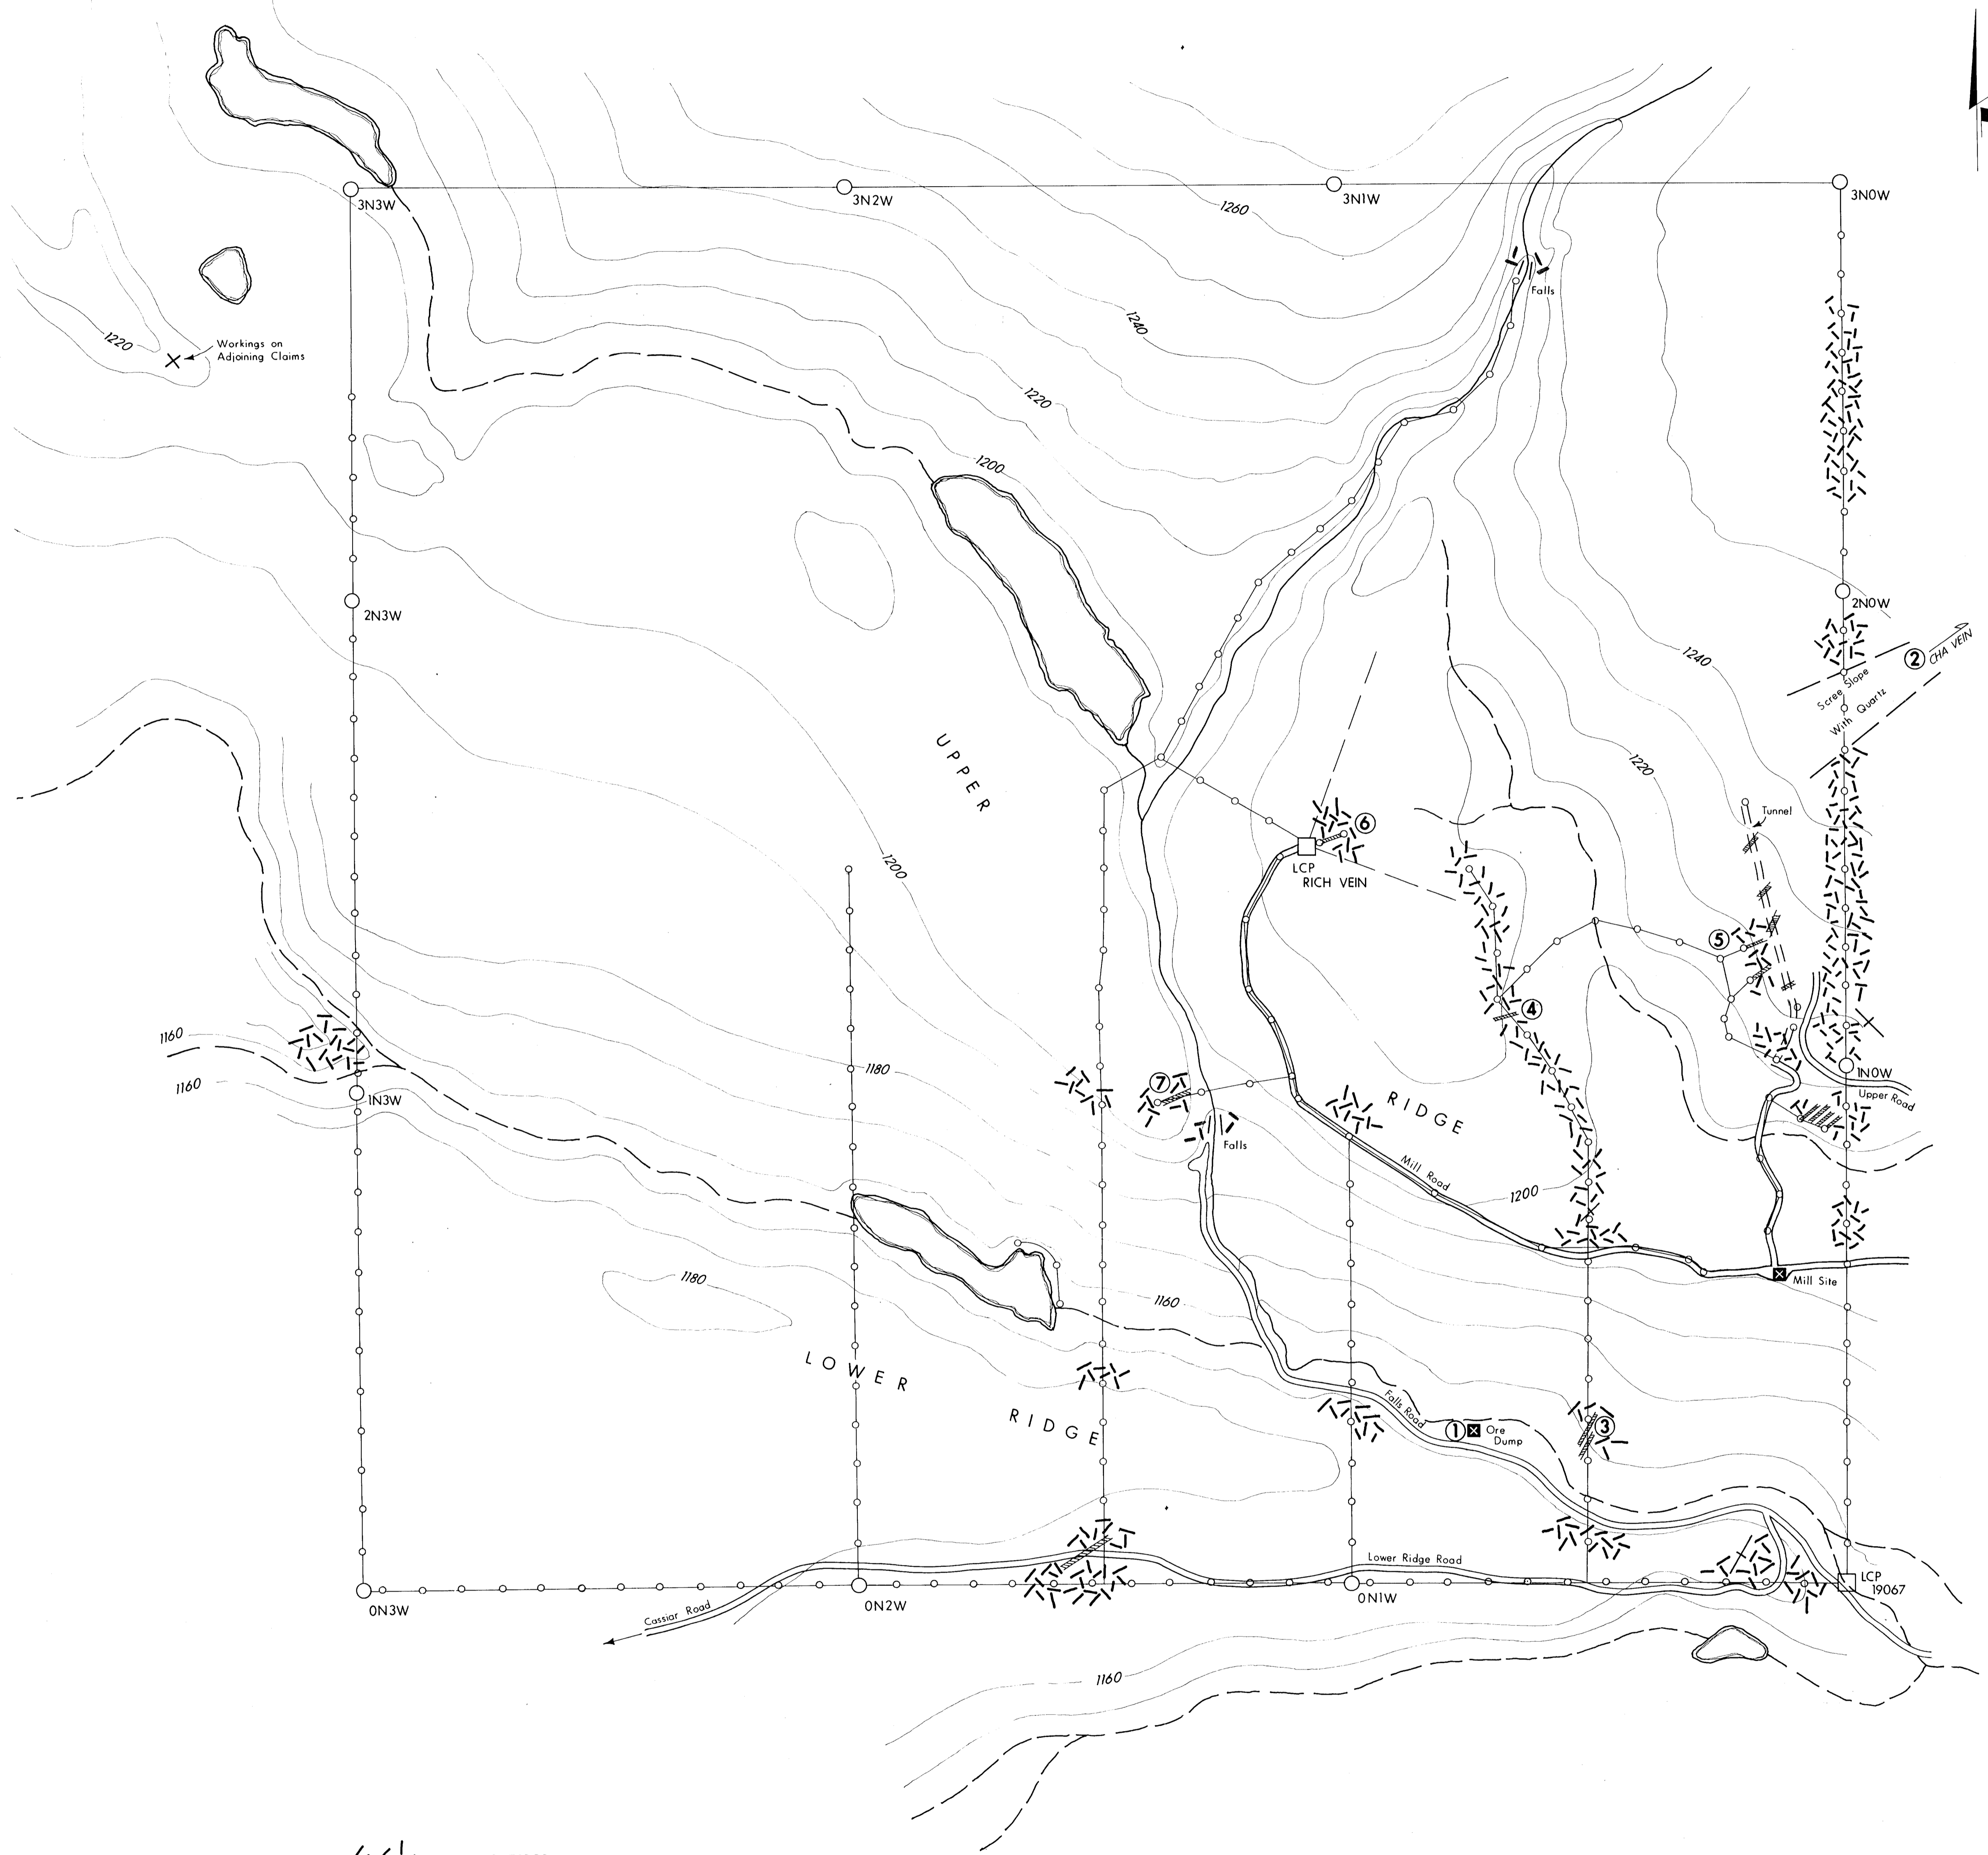 3N3W
3N2W
3N1W
3N0W
1260
Falls
1240
1220
Workings on
Adjoining Claims
1220
1200
2N3W
2N0W
1240
② CHA VEIN
Scree Slope
With Quartz
UPPER
1220
Tunnel
⑥
LCP
RICH VEIN
1200
⑤
④
1160
1180
1160
1N3W
⑦
Falls
RIDGE
1N0W
Upper Road
Mill Road
1200
1180
Mill Site
1160
LOWER
RIDGE
Falls Road
① Ore
Dump
③
Lower Ridge Road
LCP
19067
0N3W
0N2W
0N1W
Cassiar Road
1160